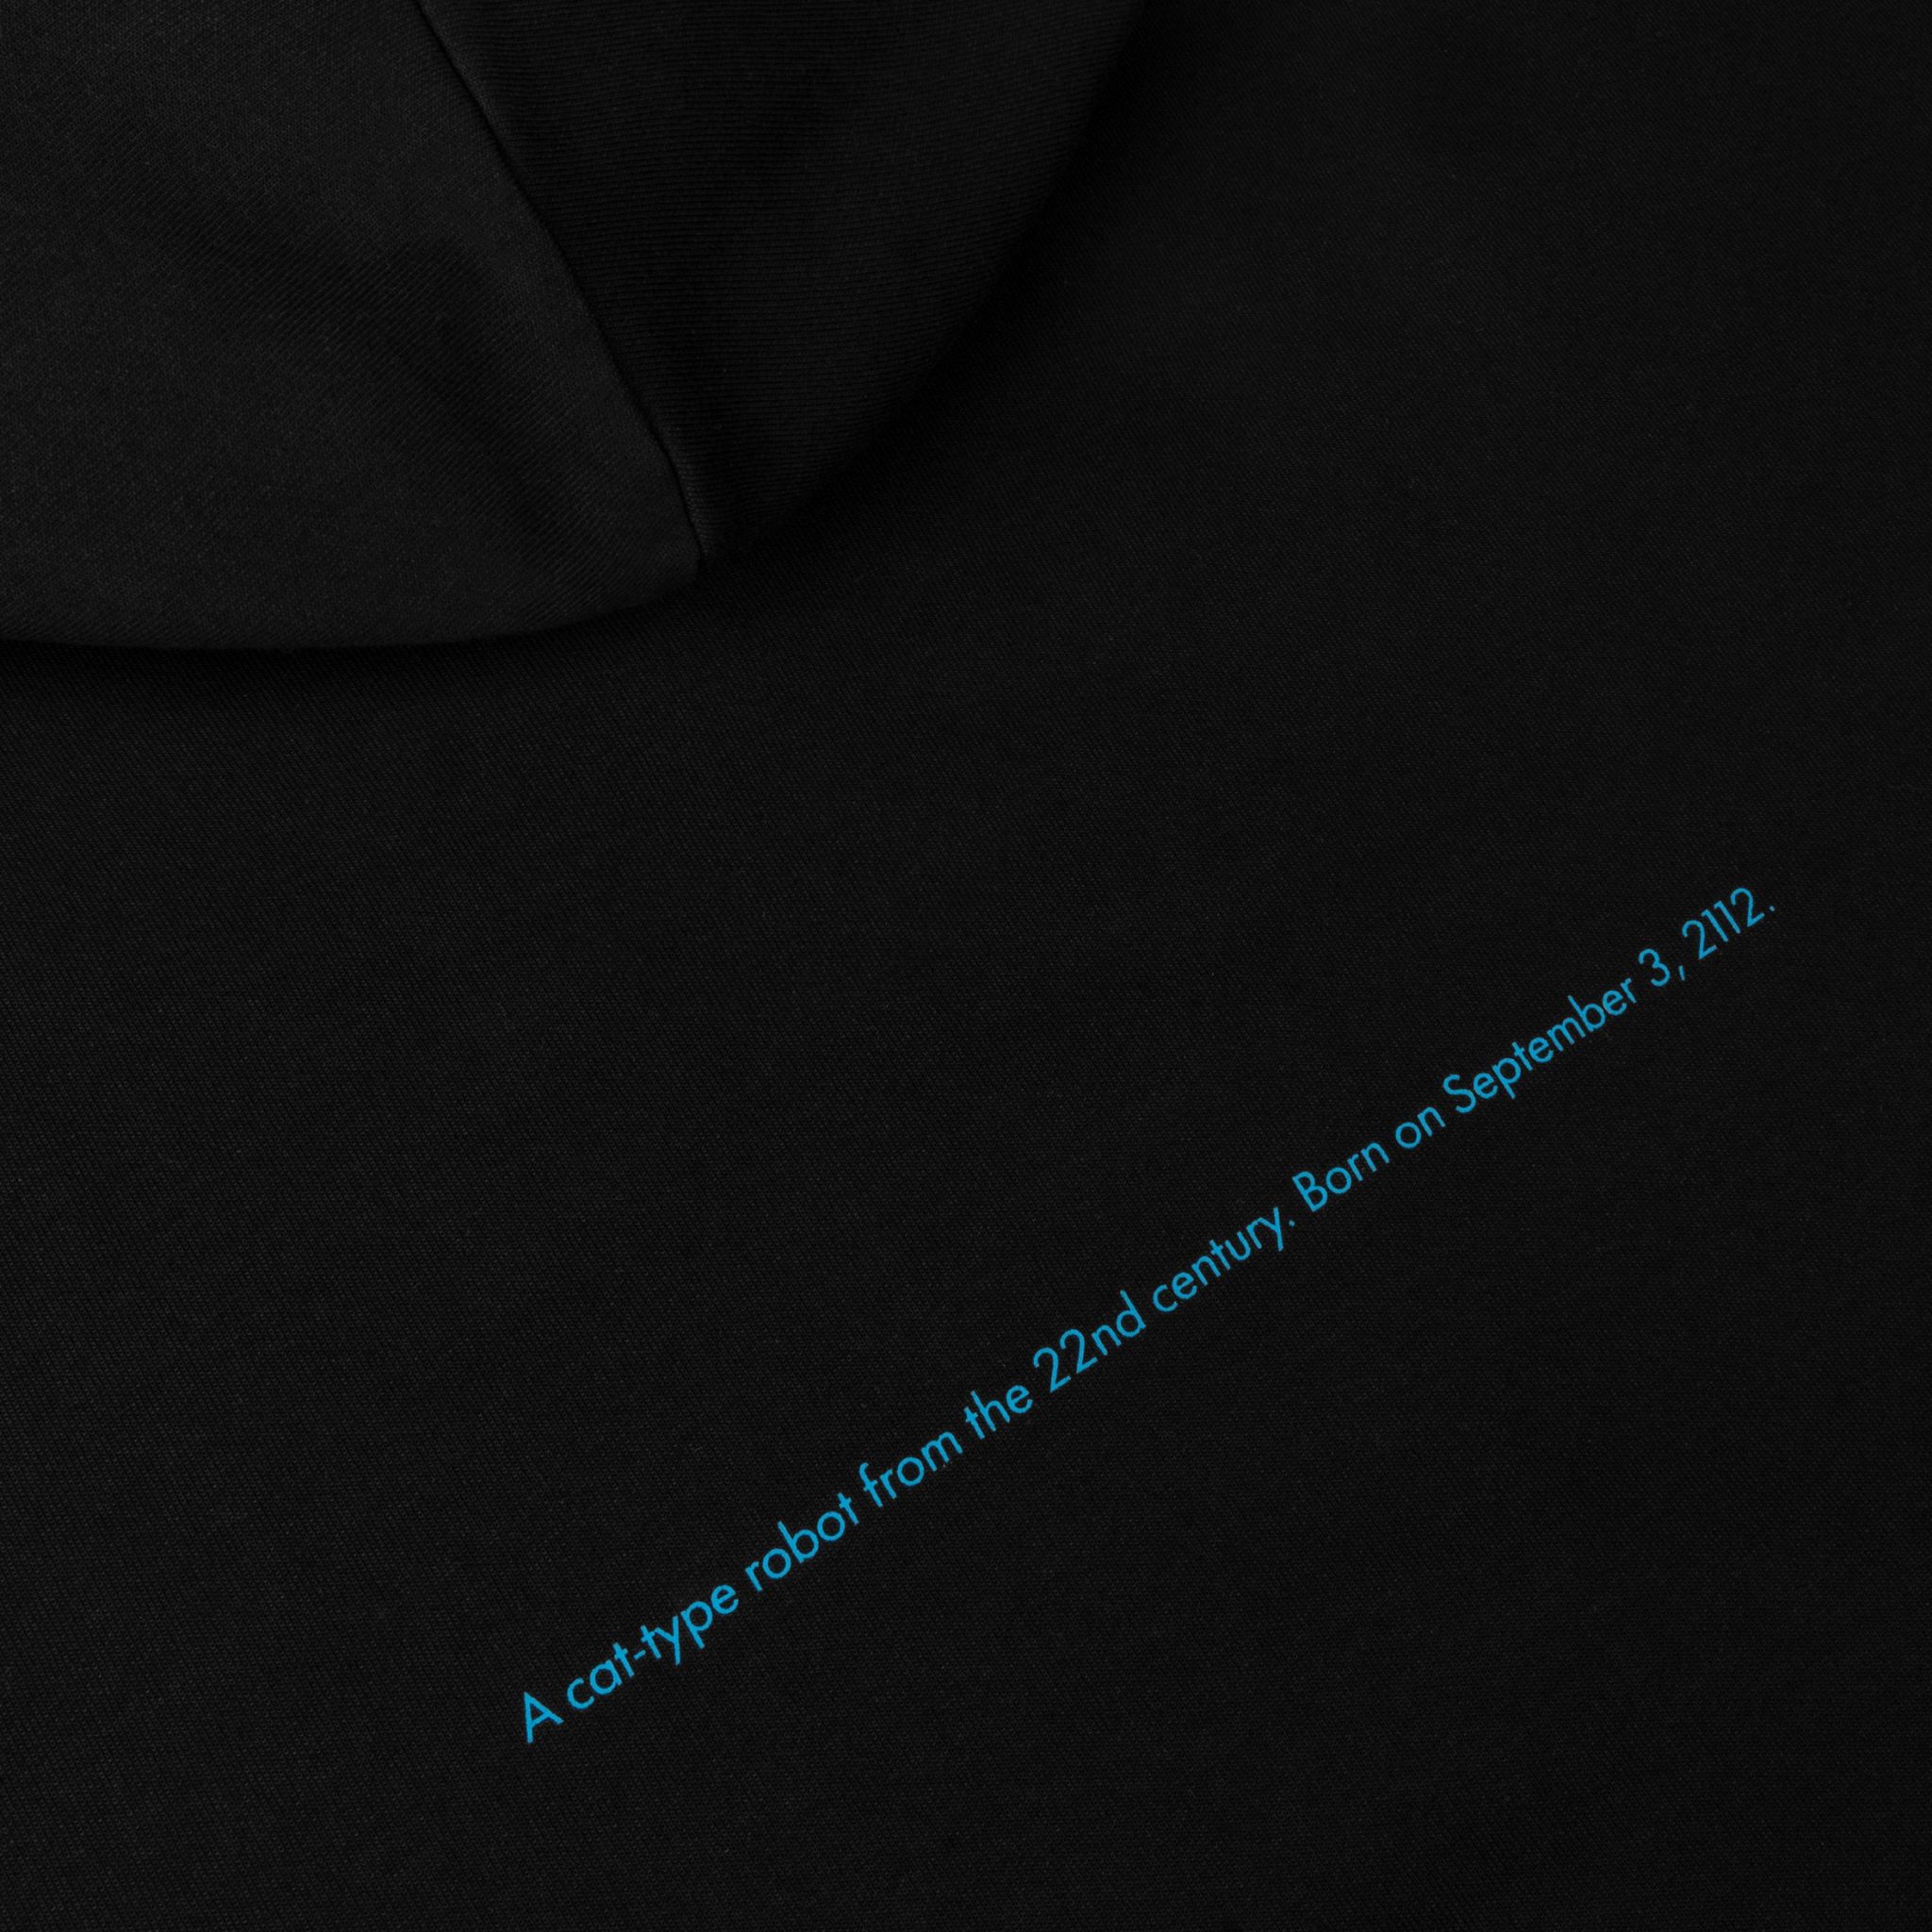 A cat-type robot from the 22nd century. Born on September 3, 2112.